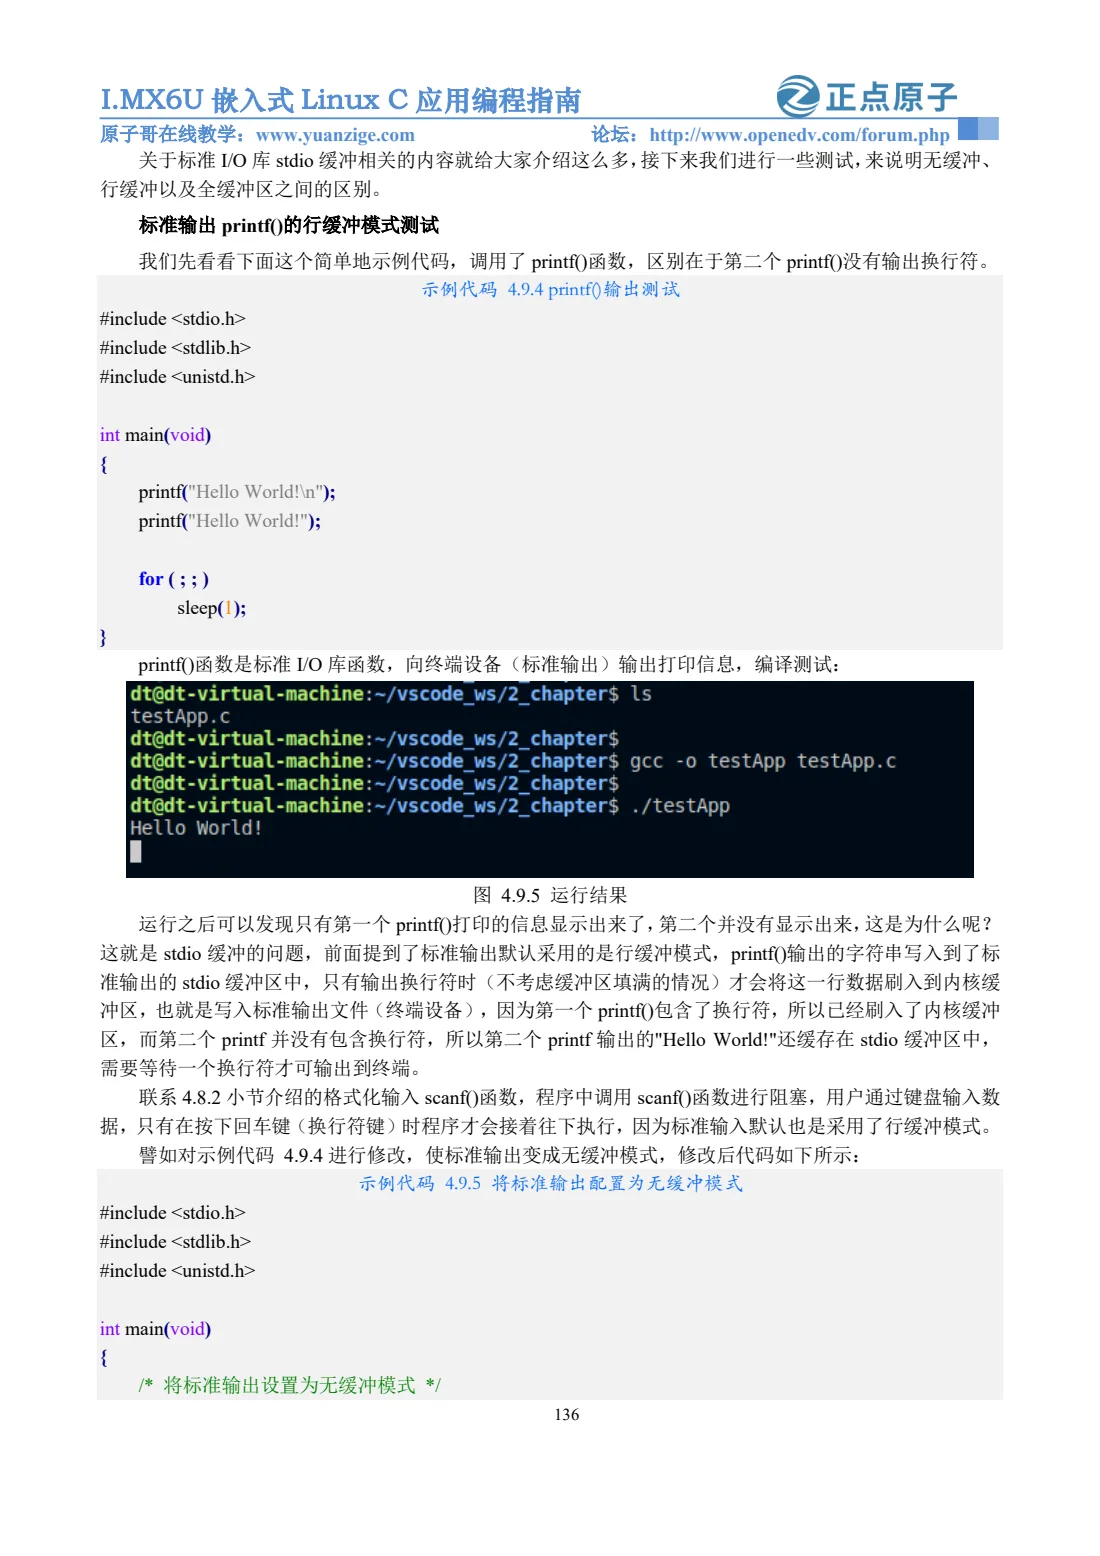 I.MX6U 嵌入式 Linux C 应用编程指南
正点原子
原子哥在线教学：www.yuanzige.com 论坛：http://www.openedv.com/forum.php
关于标准 I/O 库 stdio 缓冲相关的内容就给大家介绍这么多，接下来我们进行一些测试，来说明无缓冲、
行缓冲以及全缓冲区之间的区别。
标准输出 printf()的行缓冲模式测试
我们先看看下面这个简单地示例代码，调用了 printf()函数，区别在于第二个 printf()没有输出换行符。
示例代码 4.9.4 printf()输出测试
#include <stdio.h>
#include <stdlib.h>
#include <unistd.h>
int main(void)
{
printf("Hello World!\n");
printf("Hello World!");
for ( ; ; )
sleep(1);
}
printf()函数是标准 I/O 库函数，向终端设备（标准输出）输出打印信息，编译测试：
dt@dt-virtual-machine:~/vscode_ws/2_chapter$ ls
testApp.c
dt@dt-virtual-machine:~/vscode_ws/2_chapter$
dt@dt-virtual-machine:~/vscode_ws/2_chapter$ gcc -o testApp testApp.c
dt@dt-virtual-machine:~/vscode_ws/2_chapter$
dt@dt-virtual-machine:~/vscode_ws/2_chapter$ ./testApp
Hello World!
图 4.9.5 运行结果
运行之后可以发现只有第一个 printf()打印的信息显示出来了，第二个并没有显示出来，这是为什么呢？
这就是 stdio 缓冲的问题，前面提到了标准输出默认采用的是行缓冲模式，printf()输出的字符串写入到了标
准输出的 stdio 缓冲区中，只有输出换行符时（不考虑缓冲区填满的情况）才会将这一行数据刷入到内核缓
冲区，也就是写入标准输出文件（终端设备），因为第一个 printf()包含了换行符，所以已经刷入了内核缓冲
区，而第二个 printf 并没有包含换行符，所以第二个 printf 输出的"Hello World!"还缓存在 stdio 缓冲区中，
需要等待一个换行符才可输出到终端。
联系 4.8.2 小节介绍的格式化输入 scanf()函数，程序中调用 scanf()函数进行阻塞，用户通过键盘输入数
据，只有在按下回车键（换行符键）时程序才会接着往下执行，因为标准输入默认也是采用了行缓冲模式。
譬如对示例代码 4.9.4 进行修改，使标准输出变成无缓冲模式，修改后代码如下所示：
示例代码 4.9.5 将标准输出配置为无缓冲模式
#include <stdio.h>
#include <stdlib.h>
#include <unistd.h>
int main(void)
{
/* 将标准输出设置为无缓冲模式 */
136